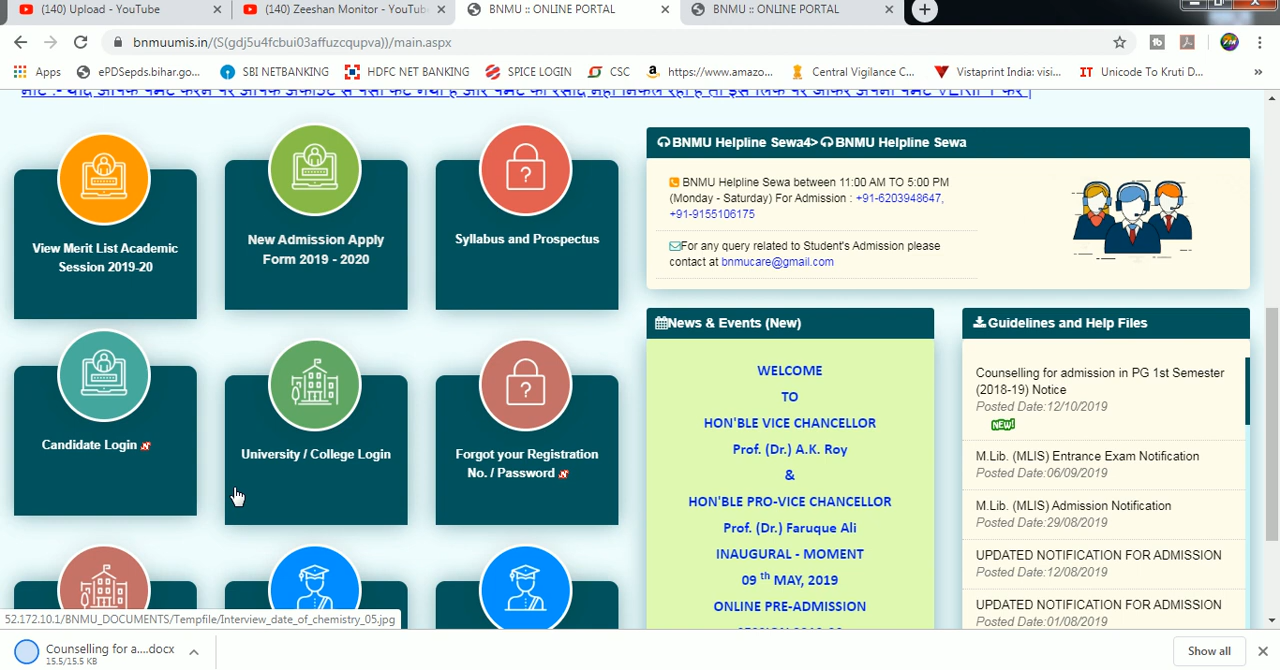 (140) Upload - YouTube
(140) Zeeshan Monitor - YouTub
BNMU :: ONLINE PORTAL
BNMU :: ONLINE PORTAL
bnmuumis.in/(S(gdj5u4fcbui03affuzcqupva))/main.aspx
Apps
ePDSepds.bihar.go...
SBI NETBANKING
HDFC NET BANKING
SPICE LOGIN
CSC
https://www.amazo...
Central Vigilance C...
Vistaprint India: visi...
Unicode To Kruti D...
View Merit List Academic
Session 2019-20
New Admission Apply
Form 2019 - 2020
Syllabus and Prospectus
Candidate Login
University / College Login
Forgot your Registration
No. / Password
BNMU Helpline Sewa4> BNMU Helpline Sewa
BNMU Helpline Sewa between 11:00 AM TO 5:00 PM
(Monday - Saturday) For Admission : +91-6203948647,
+91-9155106175
For any query related to Student's Admission please
contact at bnmucare@gmail.com
News & Events (New)
WELCOME
TO
HON'BLE VICE CHANCELLOR
Prof. (Dr.) A.K. Roy
&
HON'BLE PRO-VICE CHANCELLOR
Prof. (Dr.) Faruque Ali
INAUGURAL - MOMENT
09 th MAY, 2019
ONLINE PRE-ADMISSION
Guidelines and Help Files
Counselling for admission in PG 1st Semester
(2018-19) Notice
Posted Date:12/10/2019
NEW!
M.Lib. (MLIS) Entrance Exam Notification
Posted Date:06/09/2019
M.Lib. (MLIS) Admission Notification
Posted Date:29/08/2019
UPDATED NOTIFICATION FOR ADMISSION
Posted Date:12/08/2019
UPDATED NOTIFICATION FOR ADMISSION
Posted Date:01/08/2019
52.172.10.1/BNMU_DOCUMENTS/Tempfile/Interview_date_of_chemistry_05.jpg
Counselling for a....docx
15.5/15.5 KB
Show all